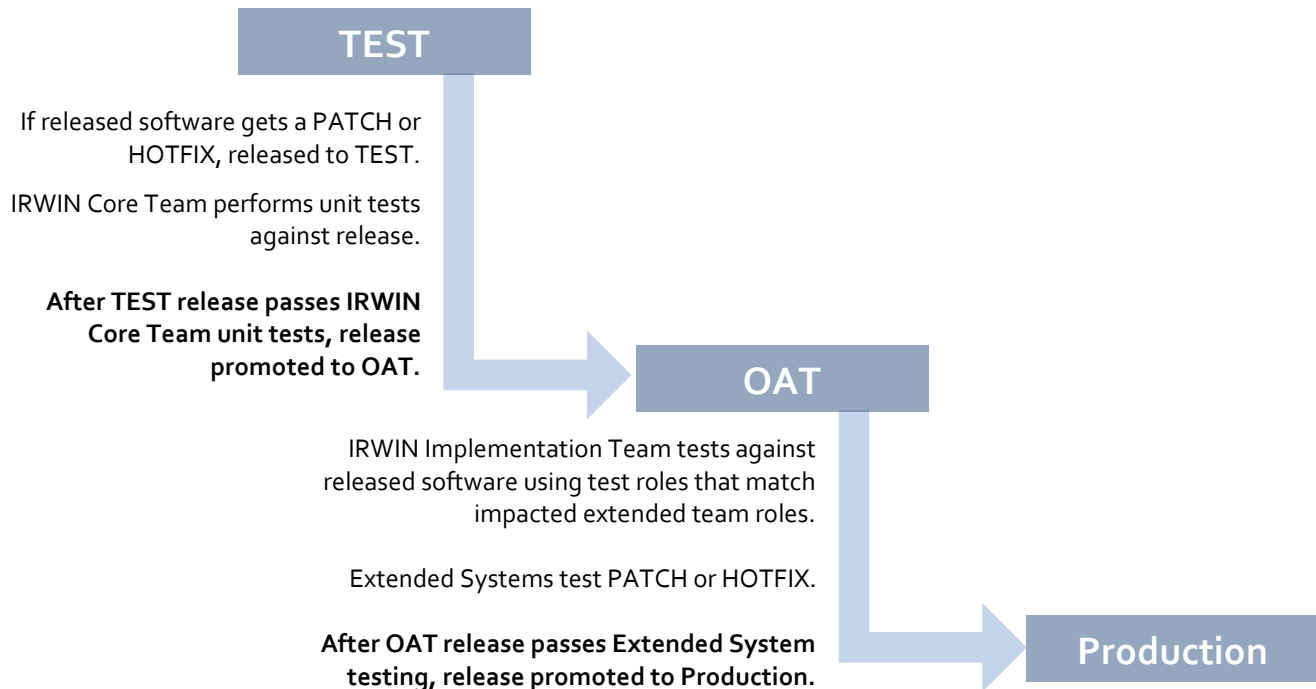 TEST
If released software gets a PATCH or
HOTFIX, released to TEST.
IRWIN Core Team performs unit tests
against release.
After TEST release passes IRWIN
Core Team unit tests, release
promoted to OAT.
OAT
IRWIN Implementation Team tests against
released software using test roles that match
impacted extended team roles.
Extended Systems test PATCH or HOTFIX.
After OAT release passes Extended System
testing, release promoted to Production.
Production